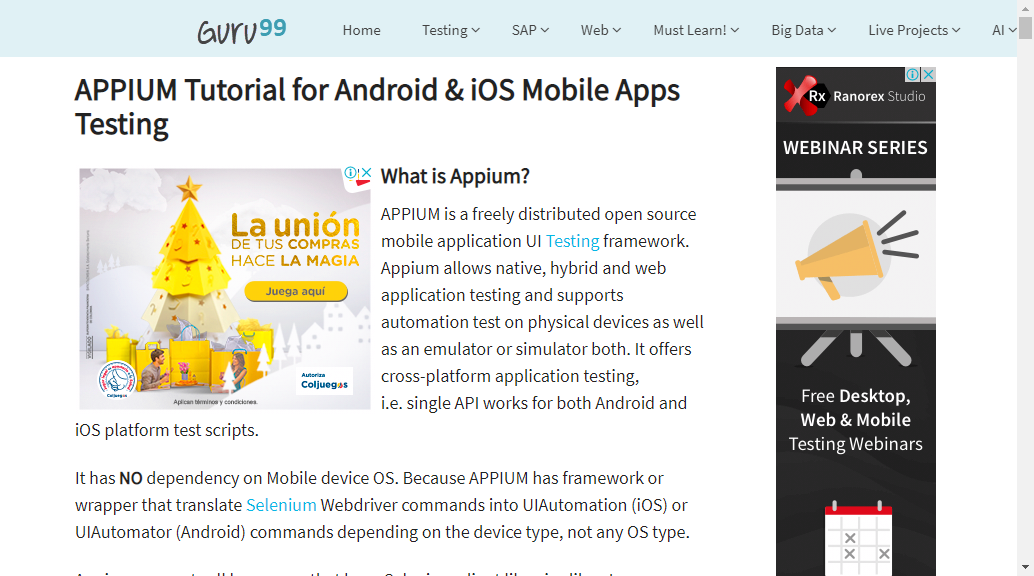 Guru99
Home
Testing
SAP
Web
Must Learn!
Big Data
Live Projects
AI
APPIUM Tutorial for Android & iOS Mobile Apps
Testing
La unión
DE TUS COMPRAS
HACE LA MAGIA
Juega aquí
Autoriza
Coljuegos
Coljuegos
Aplican términos y condiciones.
What is Appium?
APPIUM is a freely distributed open source
mobile application UI Testing framework.
Appium allows native, hybrid and web
application testing and supports
automation test on physical devices as well
as an emulator or simulator both. It offers
cross-platform application testing,
i.e. single API works for both Android and
iOS platform test scripts.
It has NO dependency on Mobile device OS. Because APPIUM has framework or
wrapper that translate Selenium Webdriver commands into UIAutomation (iOS) or
UIAutomator (Android) commands depending on the device type, not any OS type.
Rx Ranorex Studio
WEBINAR SERIES
Free Desktop,
Web & Mobile
Testing Webinars